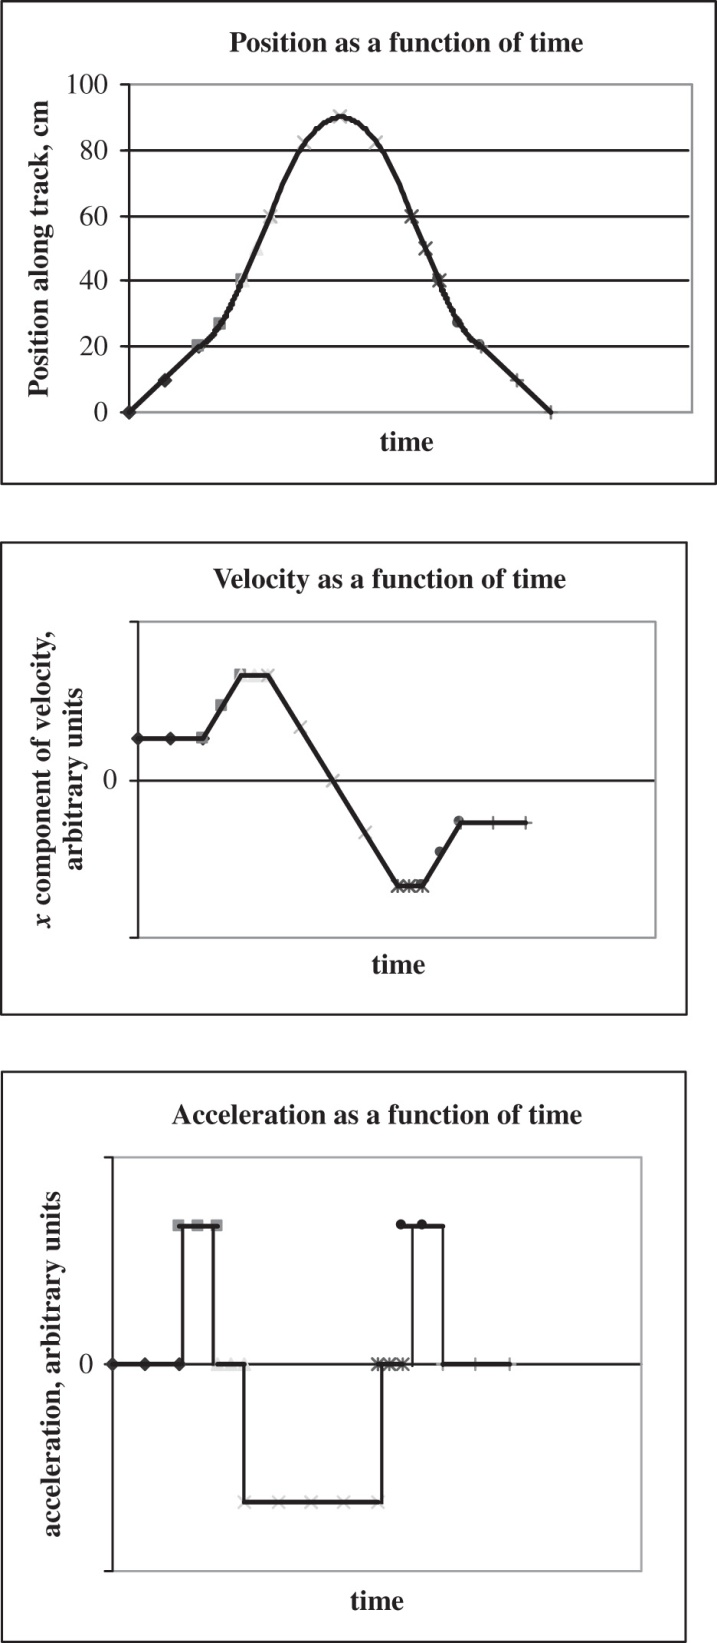 Position as a function of time
Position along track, cm
100
80
60
40
20
0
time
Velocity as a function of time
x component of velocity,
arbitrary units
0
time
Acceleration as a function of time
acceleration, arbitrary units
0
time